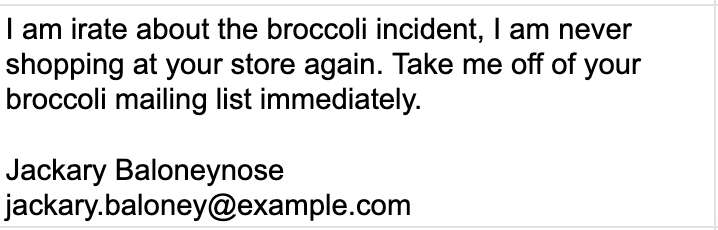 I am irate about the broccoli incident, I am never
shopping at your store again. Take me off of your
broccoli mailing list immediately.

Jackary Baloneynose
jackary.baloney@example.com